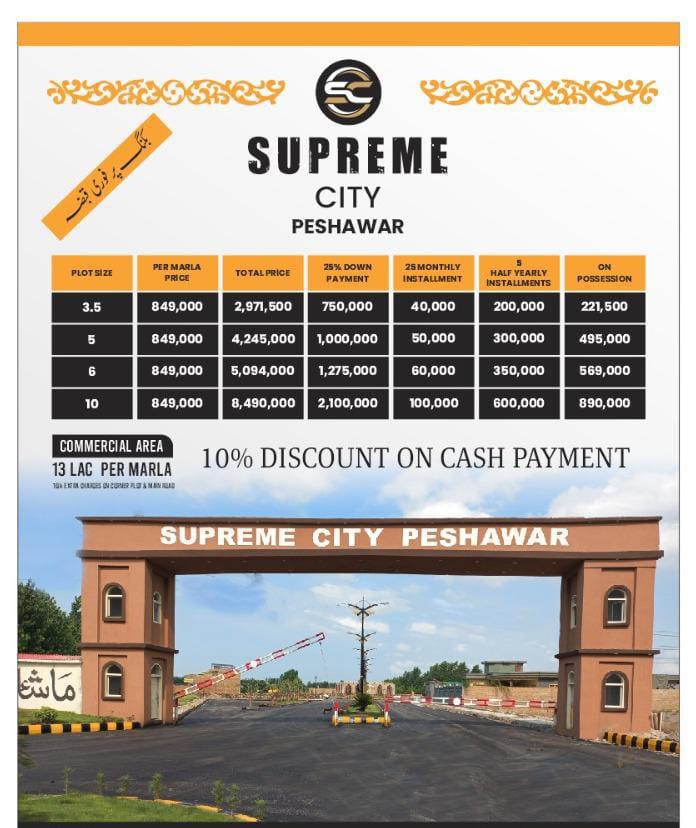 SC
بکنگ پر فوری قبضہ
SUPREME
CITY
PESHAWAR
PLOT SIZE PER MARLA PRICE TOTAL PRICE 25% DOWN PAYMENT 25 MONTHLY INSTALLMENT 5 HALF YEARLY INSTALLMENTS ON POSSESSION
3.5 849,000 2,971,500 750,000 40,000 200,000 221,500
5 849,000 4,245,000 1,000,000 50,000 300,000 495,000
6 849,000 5,094,000 1,275,000 60,000 350,000 569,000
10 849,000 8,490,000 2,100,000 100,000 600,000 890,000
COMMERCIAL AREA
13 LAC PER MARLA
10% EXTRA CHARGES ON CORNER PLOT & MAIN ROAD
10% DISCOUNT ON CASH PAYMENT
SUPREME CITY PESHAWAR